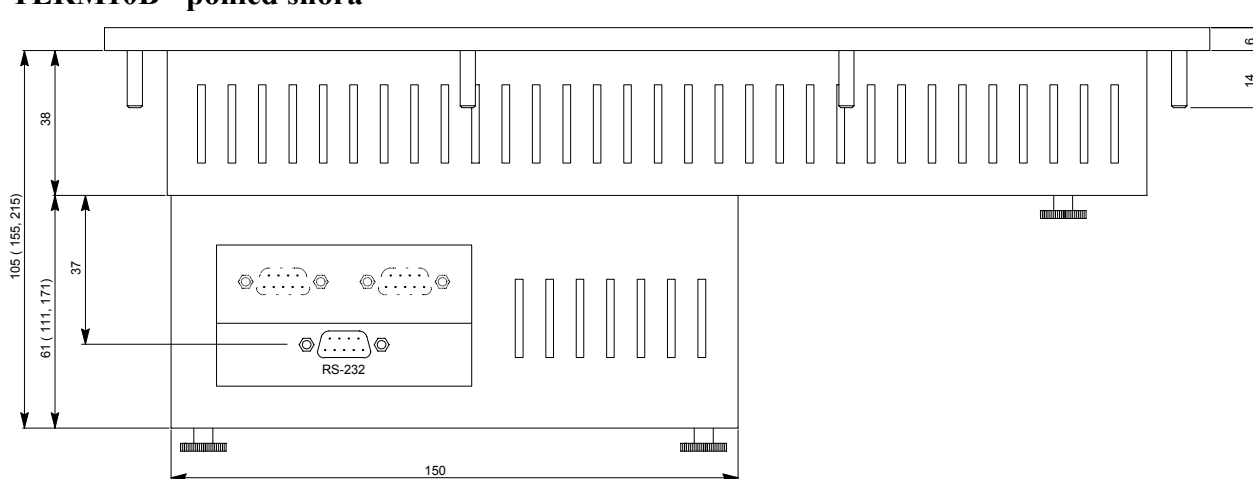 TERM10B - pohled shora
6
14
38
105 ( 155, 215)
61 ( 111, 171)
37
RS-232
150